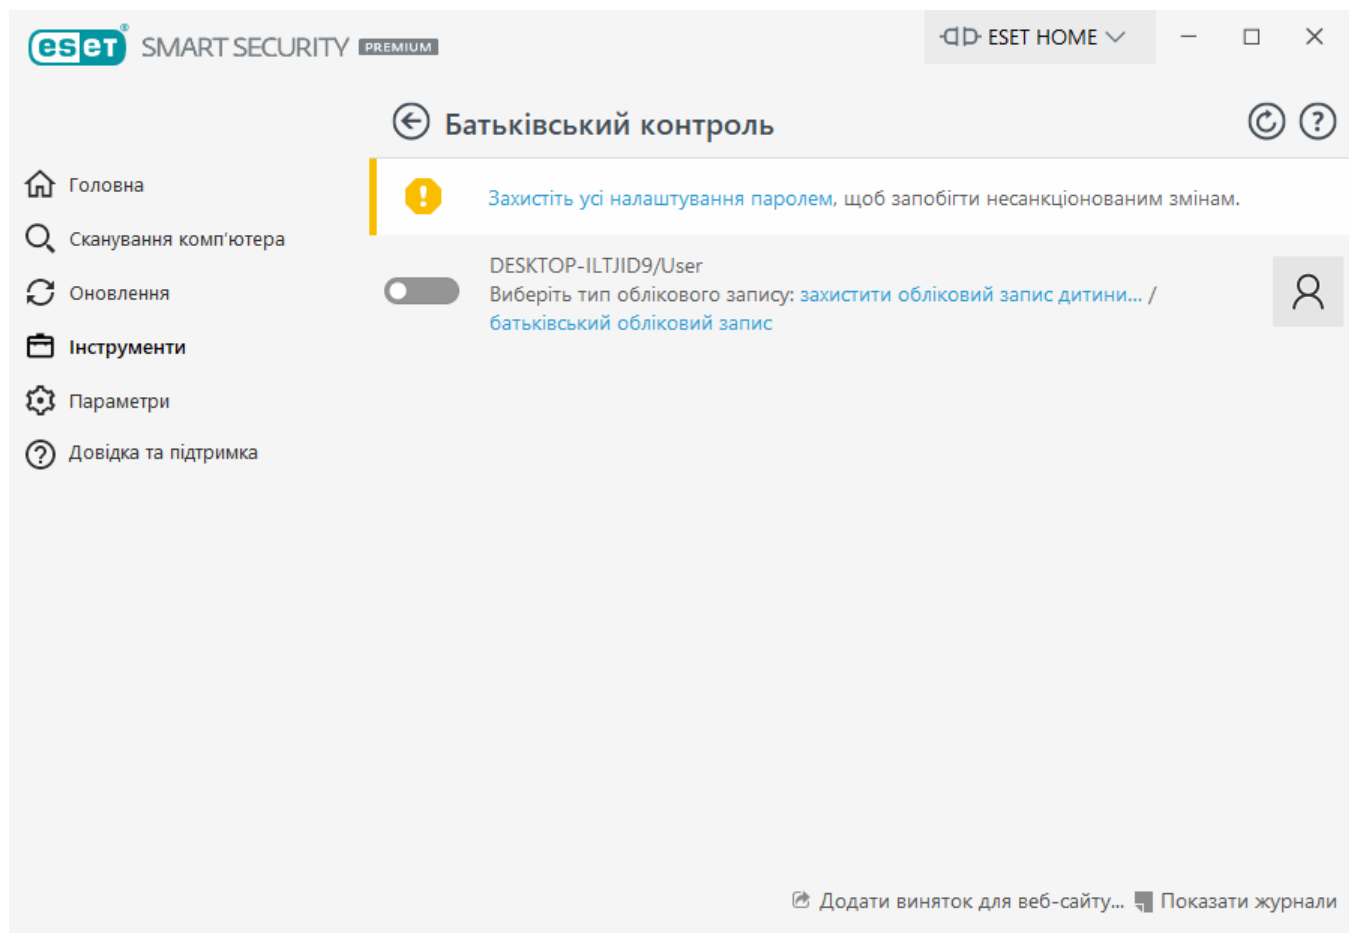 eset® SMART SECURITY PREMIUM
ESET HOME
Батьківський контроль
Головна
Сканування комп'ютера
Оновлення
Інструменти
Параметри
Довідка та підтримка
Захистіть усі налаштування паролем, щоб запобігти несанкціонованим змінам.
DESKTOP-ILTJID9/User
Виберіть тип облікового запису: захистити обліковий запис дитини... /
батьківський обліковий запис
Додати виняток для веб-сайту... Показати журнали